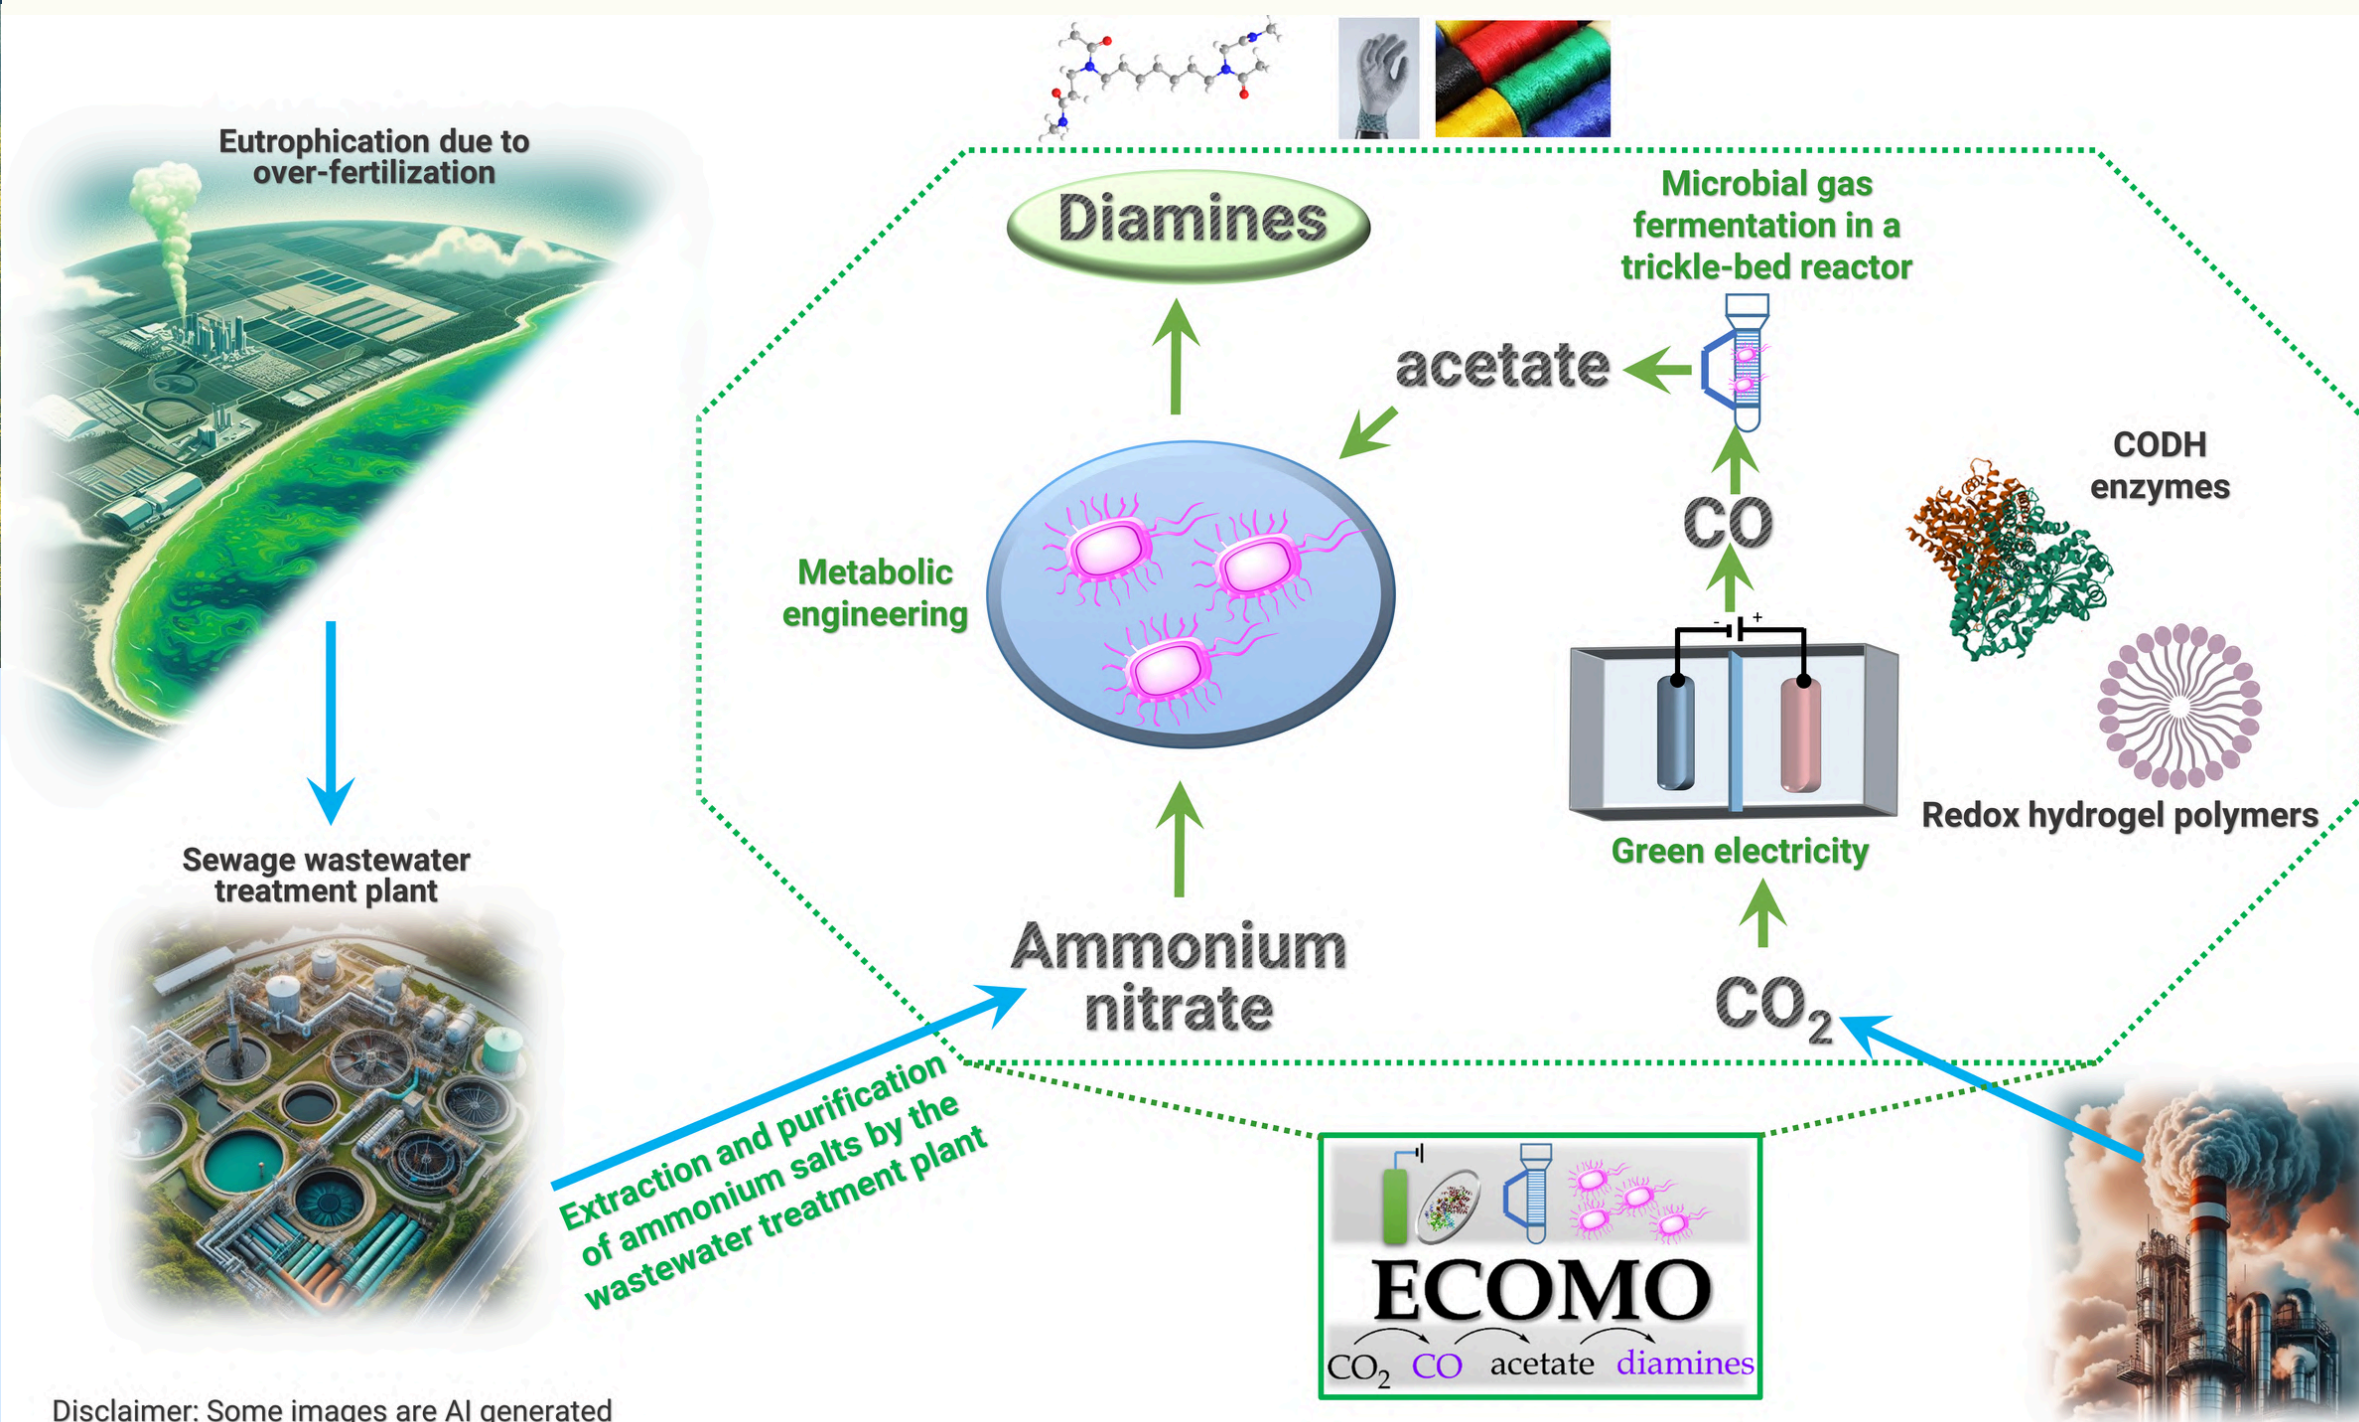 Eutrophication due to
over-fertilization
Sewage wastewater
treatment plant
Extraction and purification
of ammonium salts by the
wastewater treatment plant
Disclaimer: Some images are AI generated
Diamines
Microbial gas
fermentation in a
trickle-bed reactor
acetate
CO
CODH
enzymes
Metabolic
engineering
- +
Redox hydrogel polymers
Green electricity
Ammonium
nitrate
CO₂
ECOMO
CO₂ CO acetate diamines